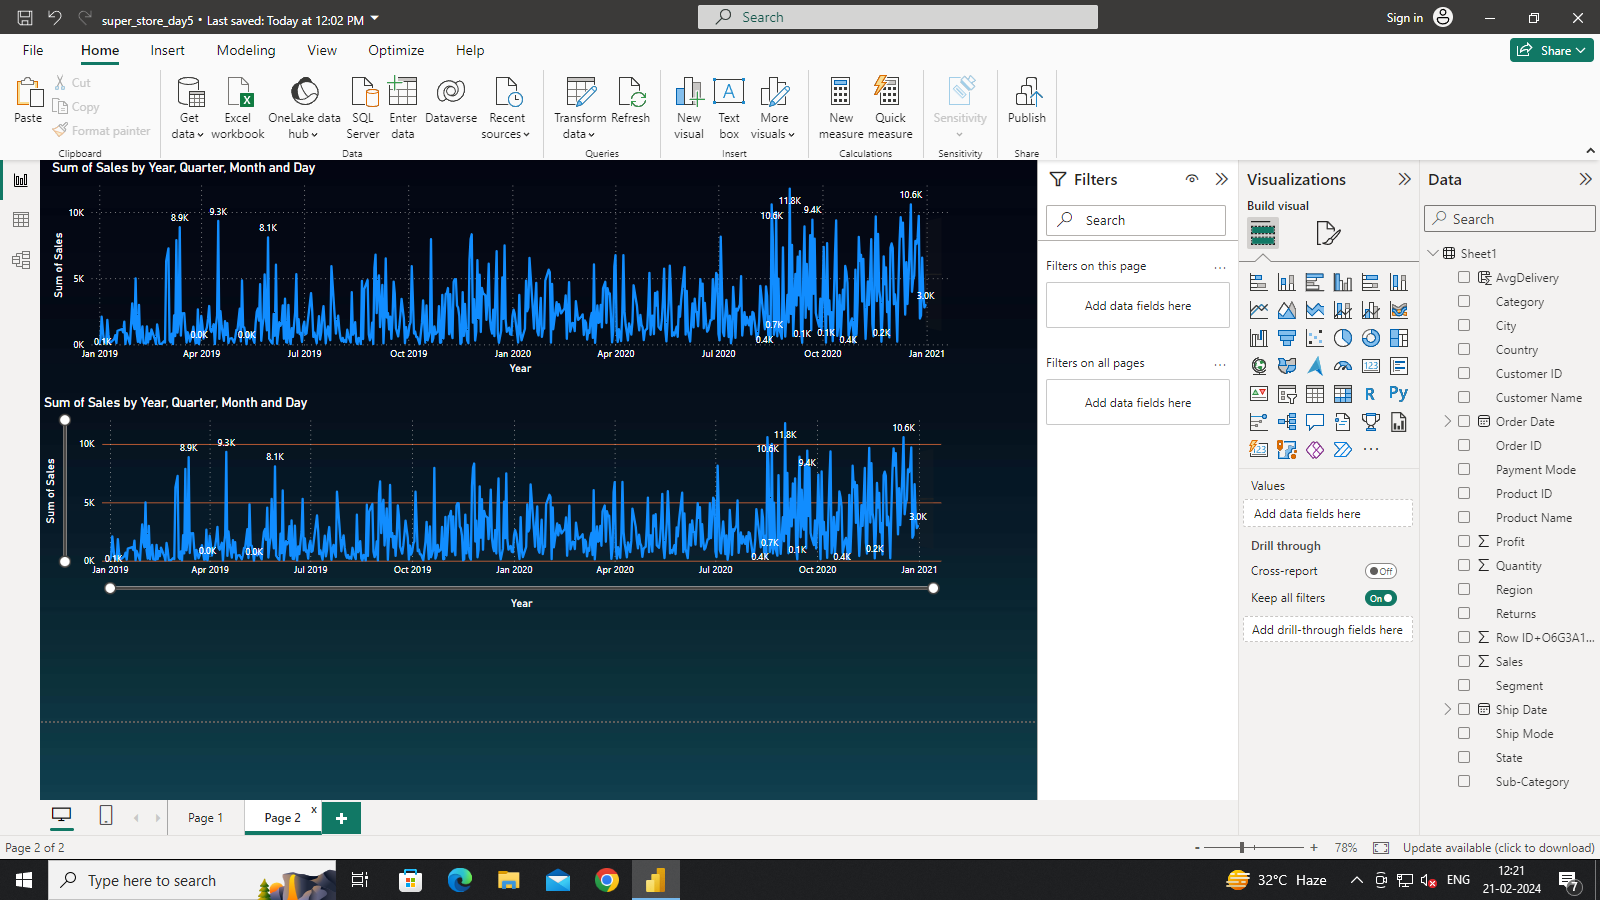 super_store_day5 • Last saved: Today at 12:02 PM
Search
Sign in
File
Home
Insert
Modeling
View
Optimize
Help
Share
Paste
Cut
Copy
Format painter
Clipboard
Get data
Excel workbook
OneLake data hub
SQL Server
Enter data
Dataverse
Recent sources
Data
Transform data
Refresh
Queries
New visual
Text box
More visuals
Insert
New measure
Quick measure
Calculations
Sensitivity
Sensitivity
Publish
Share
Sum of Sales by Year, Quarter, Month and Day
Sum of Sales
10K
5K
0K
0.1K
8.9K
0.0K
9.3K
0.0K
8.1K
0.4K
0.7K
10.6K
11.8K
0.1K
9.4K
0.1K
0.4K
0.2K
10.6K
3.0K
Jan 2019
Apr 2019
Jul 2019
Oct 2019
Jan 2020
Apr 2020
Jul 2020
Oct 2020
Jan 2021
Year
Sum of Sales by Year, Quarter, Month and Day
Sum of Sales
10K
5K
0K
0.1K
8.9K
0.0K
9.3K
0.0K
8.1K
0.4K
0.7K
10.6K
11.8K
0.1K
9.4K
0.4K
0.2K
10.6K
3.0K
Jan 2019
Apr 2019
Jul 2019
Oct 2019
Jan 2020
Apr 2020
Jul 2020
Oct 2020
Jan 2021
Year
Filters
Search
Filters on this page
...
Add data fields here
Filters on all pages
...
Add data fields here
Visualizations
Build visual
123
R
Py
123
...
Values
Add data fields here
Drill through
Cross-report
Off
Keep all filters
On
Add drill-through fields here
Data
Search
Sheet1
AvgDelivery
Category
City
Country
Customer ID
Customer Name
Order Date
Order ID
Payment Mode
Product ID
Product Name
Profit
Quantity
Region
Returns
Row ID+O6G3A1...
Sales
Segment
Ship Date
Ship Mode
State
Sub-Category
Page 1
Page 2
x
+
Page 2 of 2
-
+
78%
Update available (click to download)
Type here to search
32°C Haze
ENG
12:21
21-02-2024
7